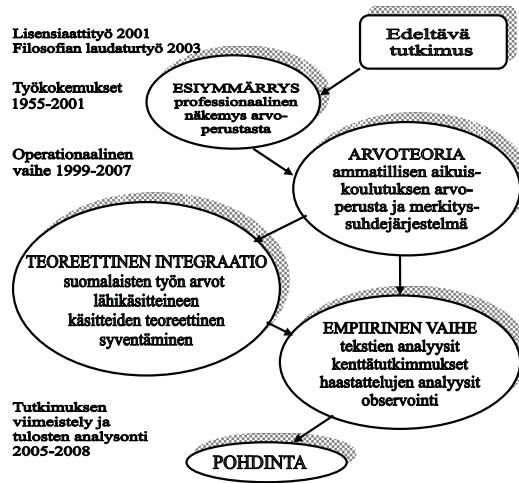 Lisensiaattityö 2001
Filosofian laudaturtyö 2003
Edeltävä
tutkimus
Työkokemukset
1955-2001
ESIYMMÄRRYS
professionaalinen
näkemys arvo-
perustasta
Operationaalinen
vaihe 1999-2007
ARVOTEORIA
ammatillisen aikuis-
koulutuksen arvo-
perusta ja merkitys-
suhdejärjestelmä
TEOREETTINEN INTEGRAATIO
suomalaisten työn arvot
lähikäsitteineen
käsitteiden teoreettinen
syventäminen
EMPIIRINEN VAIHE
tekstien analyysit
kenttätutkimmukset
haastattelujen analyysit
observointi
Tutkimuksen
viimeistely ja
tulosten analysonti
2005-2008
POHDINTA